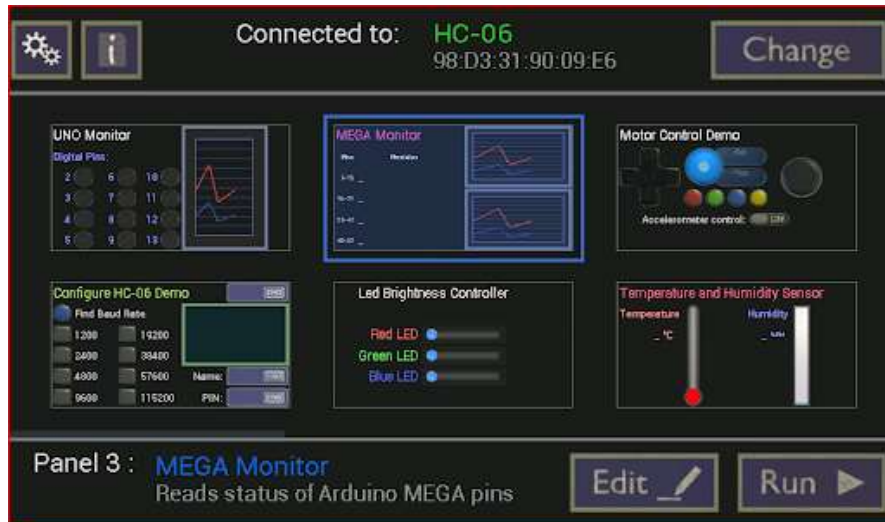 Connected to: HC-06
98:D3:31:90:09:E6
Change
UNO Monitor
Digital Pins:
2 6 10
3 7 11
4 8 12
5 9 13
MEGA Monitor
Pins
Motor Control Demo
Accelerometer control:
Configure HC-06 Demo
Find Baud Rate
1200 19200
2400 38400
4800 57600 Name:
9600 115200 PIN:
Led Brightness Controller
Red LED
Green LED
Blue LED
Temperature and Humidity Sensor
Temperature Humidity
_ °C
Panel 3 : MEGA Monitor
Reads status of Arduino MEGA pins
Edit
Run